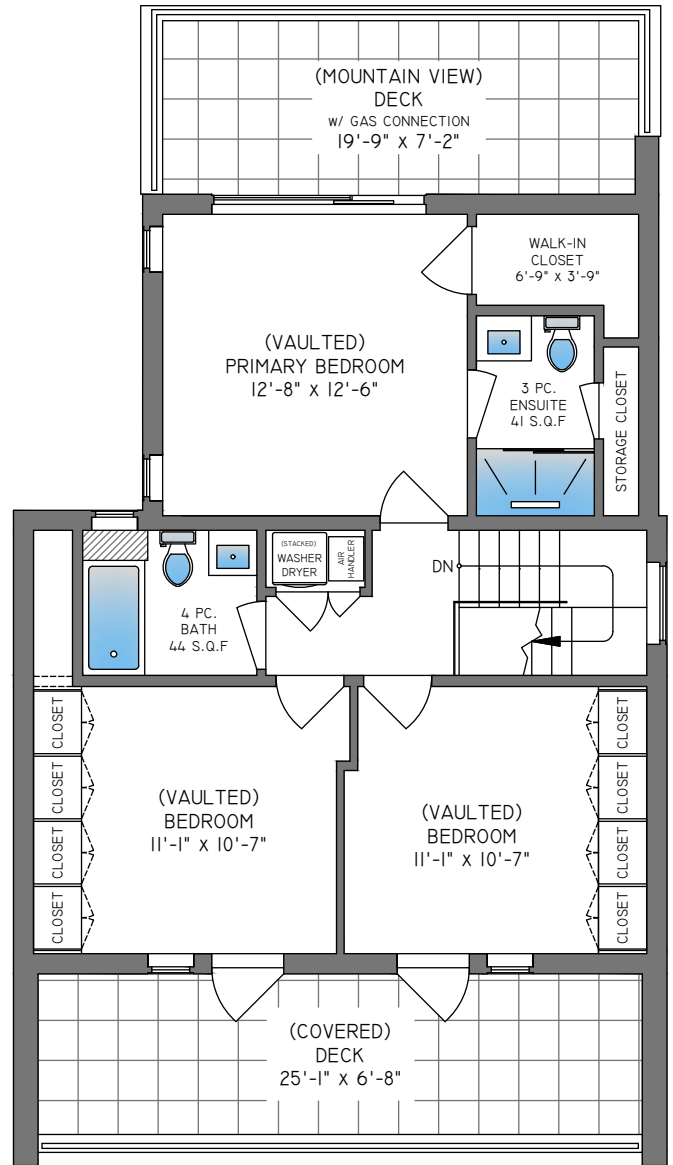 (MOUNTAIN VIEW)
DECK
W/ GAS CONNECTION
19'-9" X 7'-2"
WALK-IN
CLOSET
6'-9" X 3'-9"
(VAULTED)
PRIMARY BEDROOM
12'-8" X 12'-6"
3 PC.
ENSUITE
41 S.Q.F
STORAGE CLOSET
(STACKED)
WASHER
DRYER
AIR
HANDLER
DN
4 PC.
BATH
44 S.Q.F
CLOSET
CLOSET
CLOSET
CLOSET
(VAULTED)
BEDROOM
11'-1" X 10'-7"
(VAULTED)
BEDROOM
11'-1" X 10'-7"
CLOSET
CLOSET
CLOSET
CLOSET
(COVERED)
DECK
25'-1" X 6'-8"